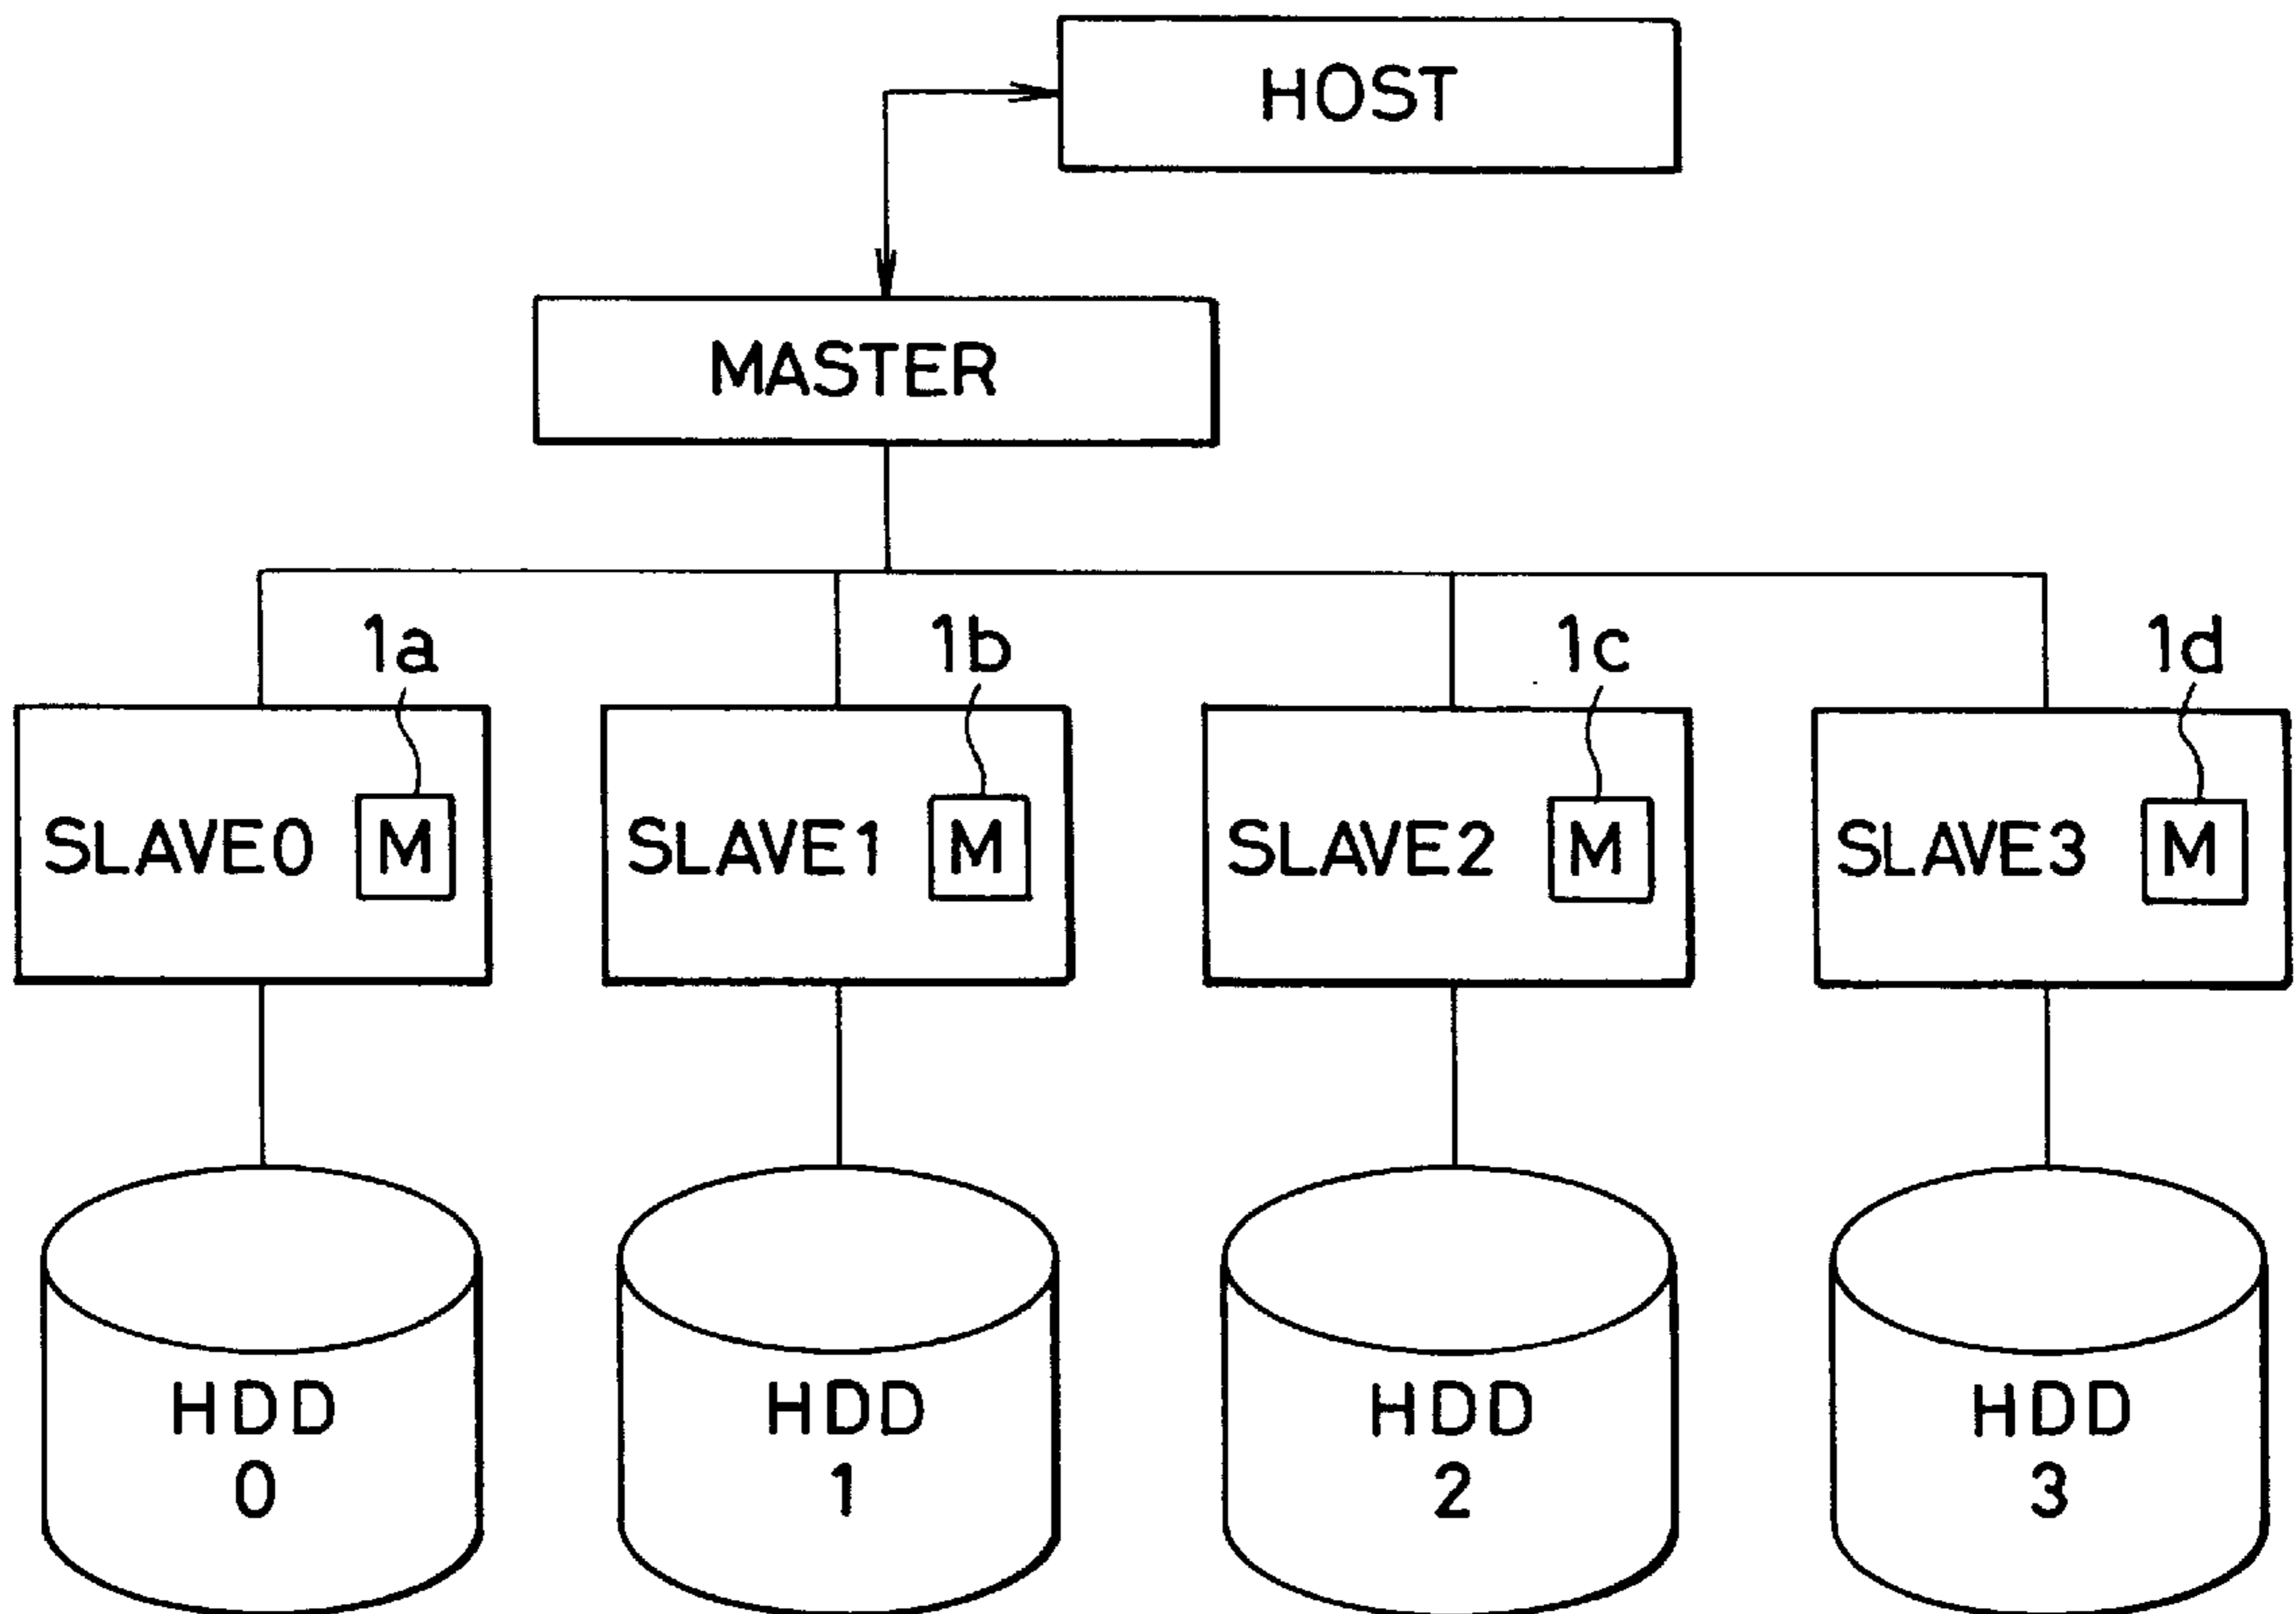 HOST
MASTER
1a
1b
1c
1d
SLAVE0 M
SLAVE1 M
SLAVE2 M
SLAVE3 M
HDD
0
HDD
1
HDD
2
HDD
3